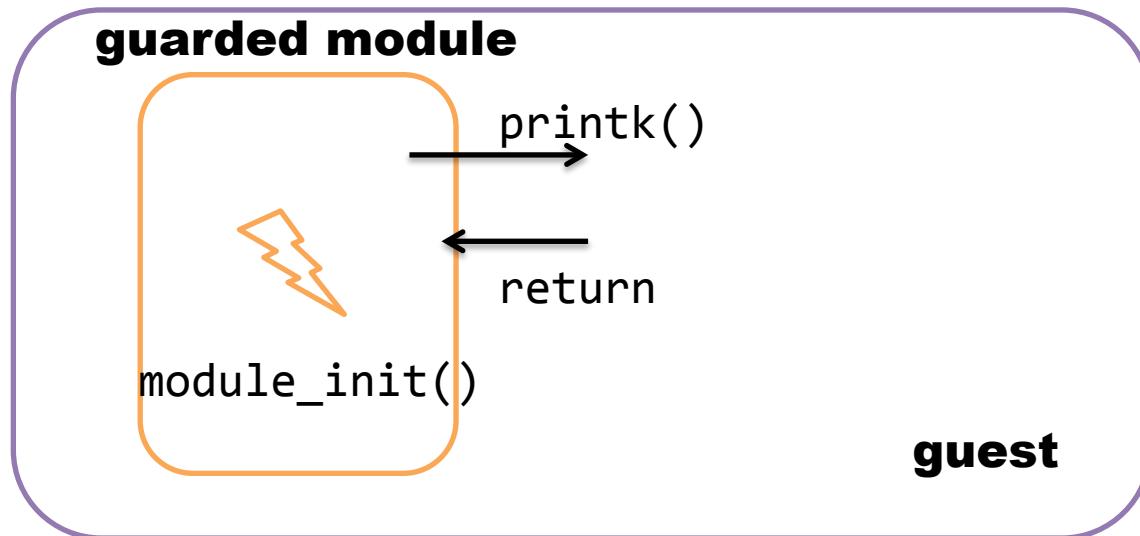 guarded module
printk()
return
module_init()
guest